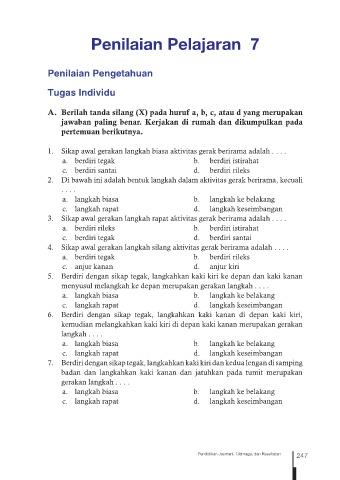 Penilaian Pelajaran 7
Penilaian Pengetahuan
Tugas Individu
A. Berilah tanda silang (X) pada huruf a, b, c, atau d yang merupakan
jawaban paling benar. Kerjakan di rumah dan dikumpulkan pada
pertemuan berikutnya.
1. Sikap awal gerakan langkah biasa aktivitas gerak berirama adalah . . . .
a. berdiri tegak b. berdiri istirahat
c. berdiri santai d. berdiri rileks
2. Di bawah ini adalah bentuk langkah dalam aktivitas gerak berirama, kecuali
. . . .
a. langkah biasa b. langkah ke belakang
c. langkah rapat d. langkah keseimbangan
3. Sikap awal gerakan langkah rapat aktivitas gerak berirama adalah . . . .
a. berdiri rileks b. berdiri istirahat
c. berdiri tegak d. berdiri santai
4. Sikap awal gerakan langkah silang aktivitas gerak berirama adalah . . . .
a. berdiri tegak b. berdiri rileks
c. anjur kanan d. anjur kiri
5. Berdiri dengan sikap tegak, langkahkan kaki kiri ke depan dan kaki kanan
menyusul melangkah ke depan merupakan gerakan langkah . . . .
a. langkah biasa b. langkah ke belakang
c. langkah rapat d. langkah keseimbangan
6. Berdiri dengan sikap tegak, langkahkan kaki kanan di depan kaki kiri,
kemudian melangkahkan kaki kiri di depan kaki kanan merupakan gerakan
langkah . . . .
a. langkah biasa b. langkah ke belakang
c. langkah rapat d. langkah keseimbangan
7. Berdiri dengan sikap tegak, langkahkan kaki kiri dan kedua lengan di samping
badan dan langkahkan kaki kanan dan jatuhkan pada tumit merupakan
gerakan langkah . . . .
a. langkah biasa b. langkah ke belakang
c. langkah rapat d. langkah keseimbangan
Pendidikan Jasmani, Olahraga, dan Kesehatan 247